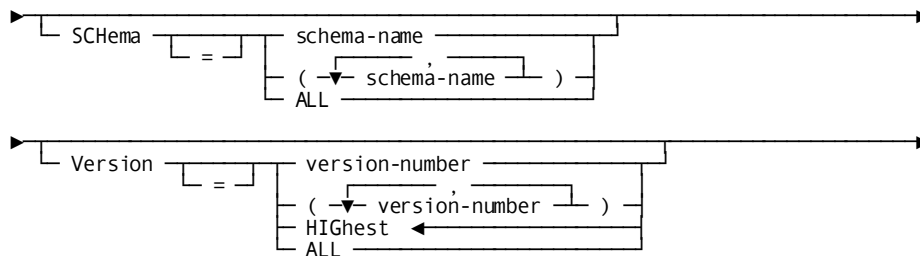 SCHema = schema-name
,
( schema-name )
ALL
Version = version-number
,
( version-number )
HIGhest
ALL